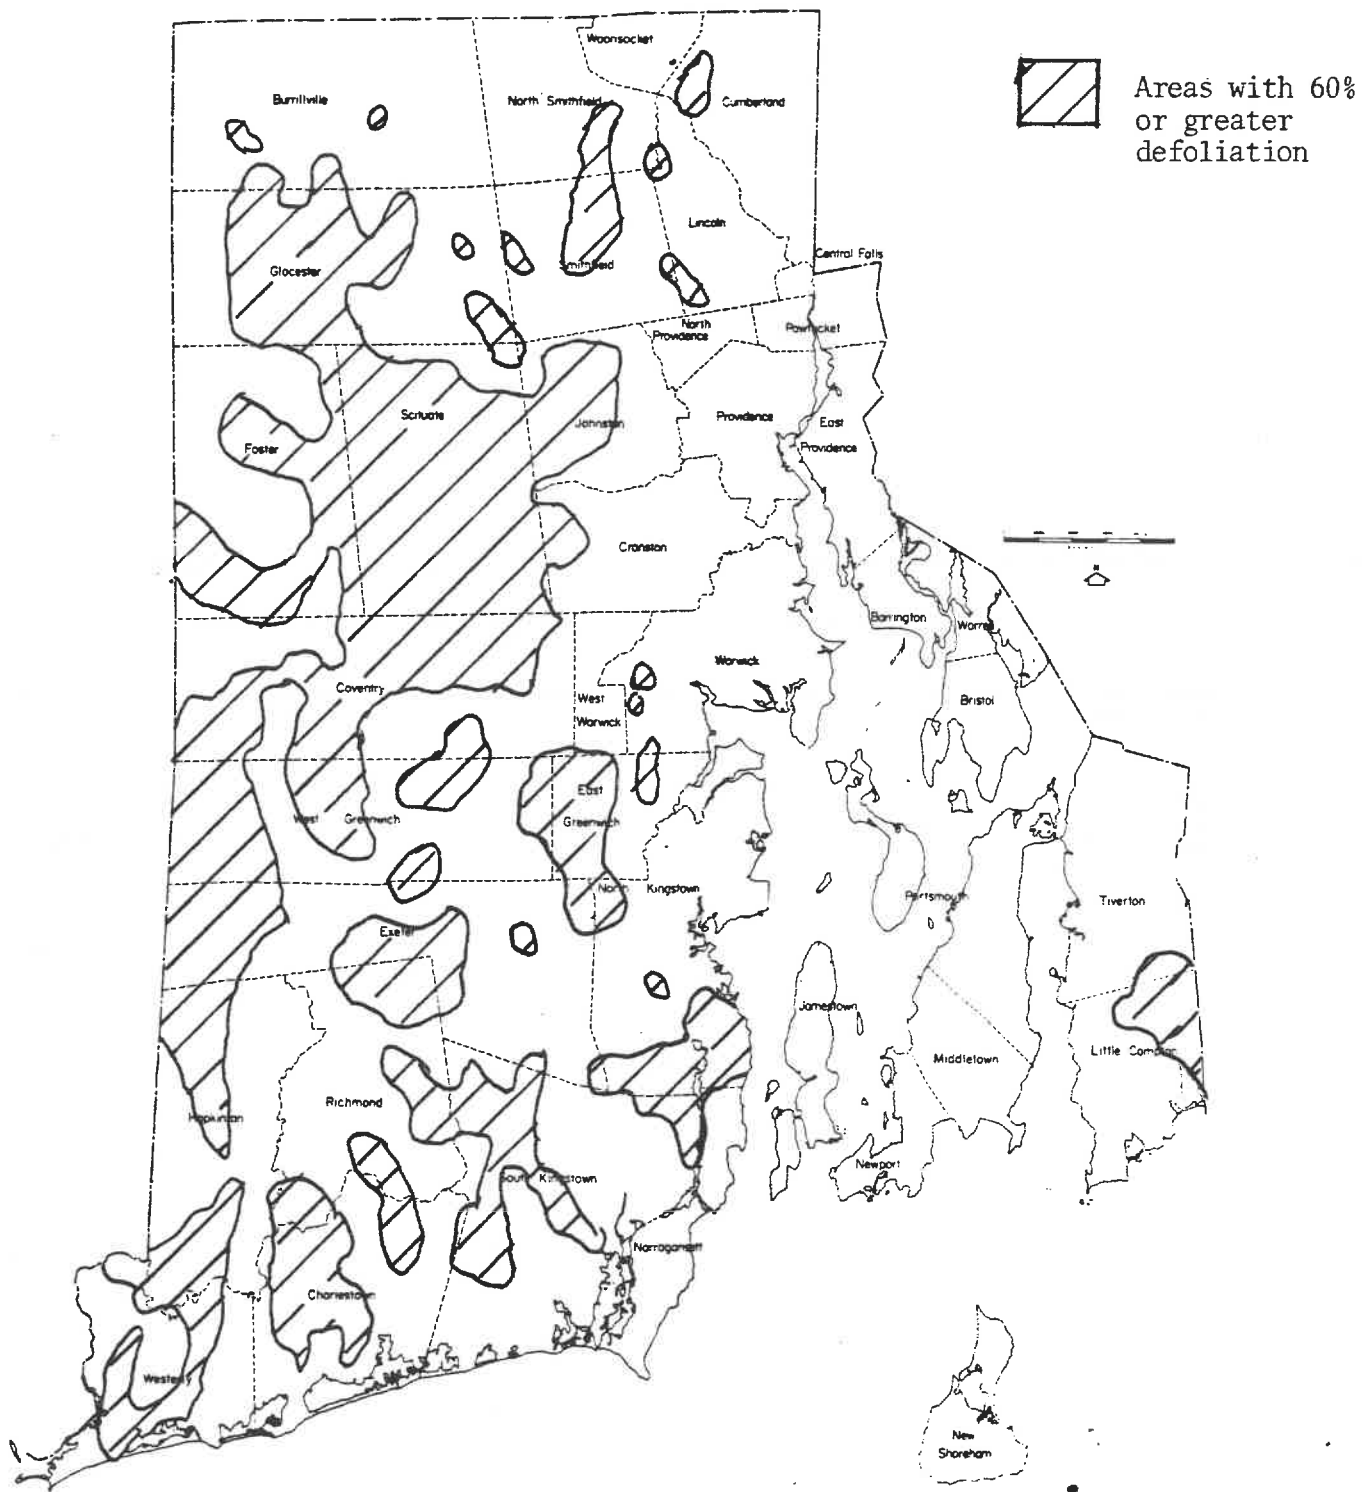 Woonsocket
Burrillville
North Smithfield
Cumberland
Areas with 60%
or greater
defoliation
Lincoln
Central Falls
Glocester
Smithfield
North
Providence
Pawtucket
Scituate
Johnston
Providence
East
Providence
Foster
Cranston
N
Barrington
Warren
Warwick
Coventry
West
Warwick
Bristol
East
Greenwich
West Greenwich
North Kingstown
Portsmouth
Tiverton
Exeter
Jamestown
Middletown
Little Compton
Richmond
Hopkinton
Newport
South Kingstown
Narragansett
Charlestown
Westerly
New
Shoreham